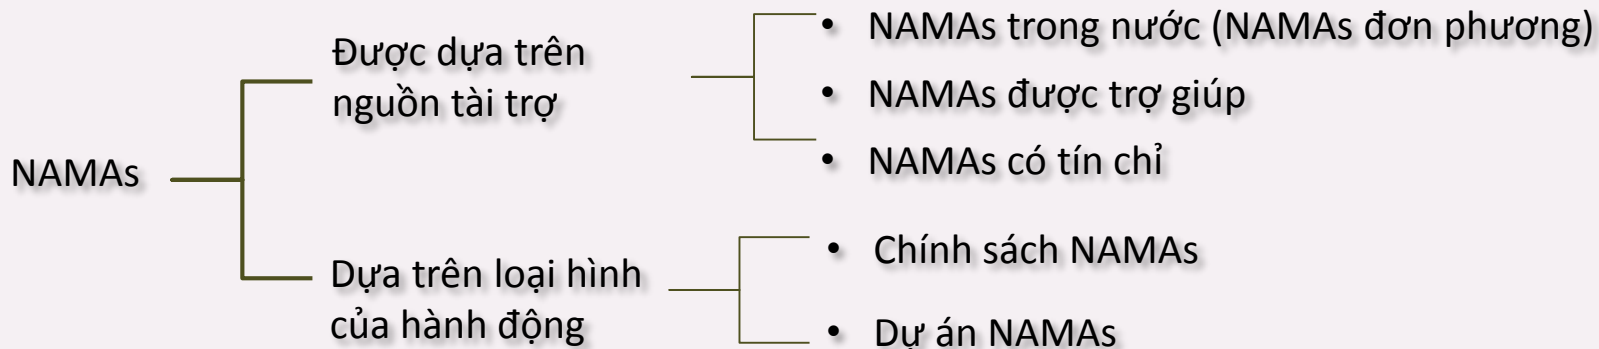 NAMAs
Được dựa trên
nguồn tài trợ
• NAMAs trong nước (NAMAs đơn phương)
• NAMAs được trợ giúp
• NAMAs có tín chỉ
Dựa trên loại hình
của hành động
• Chính sách NAMAs
• Dự án NAMAs